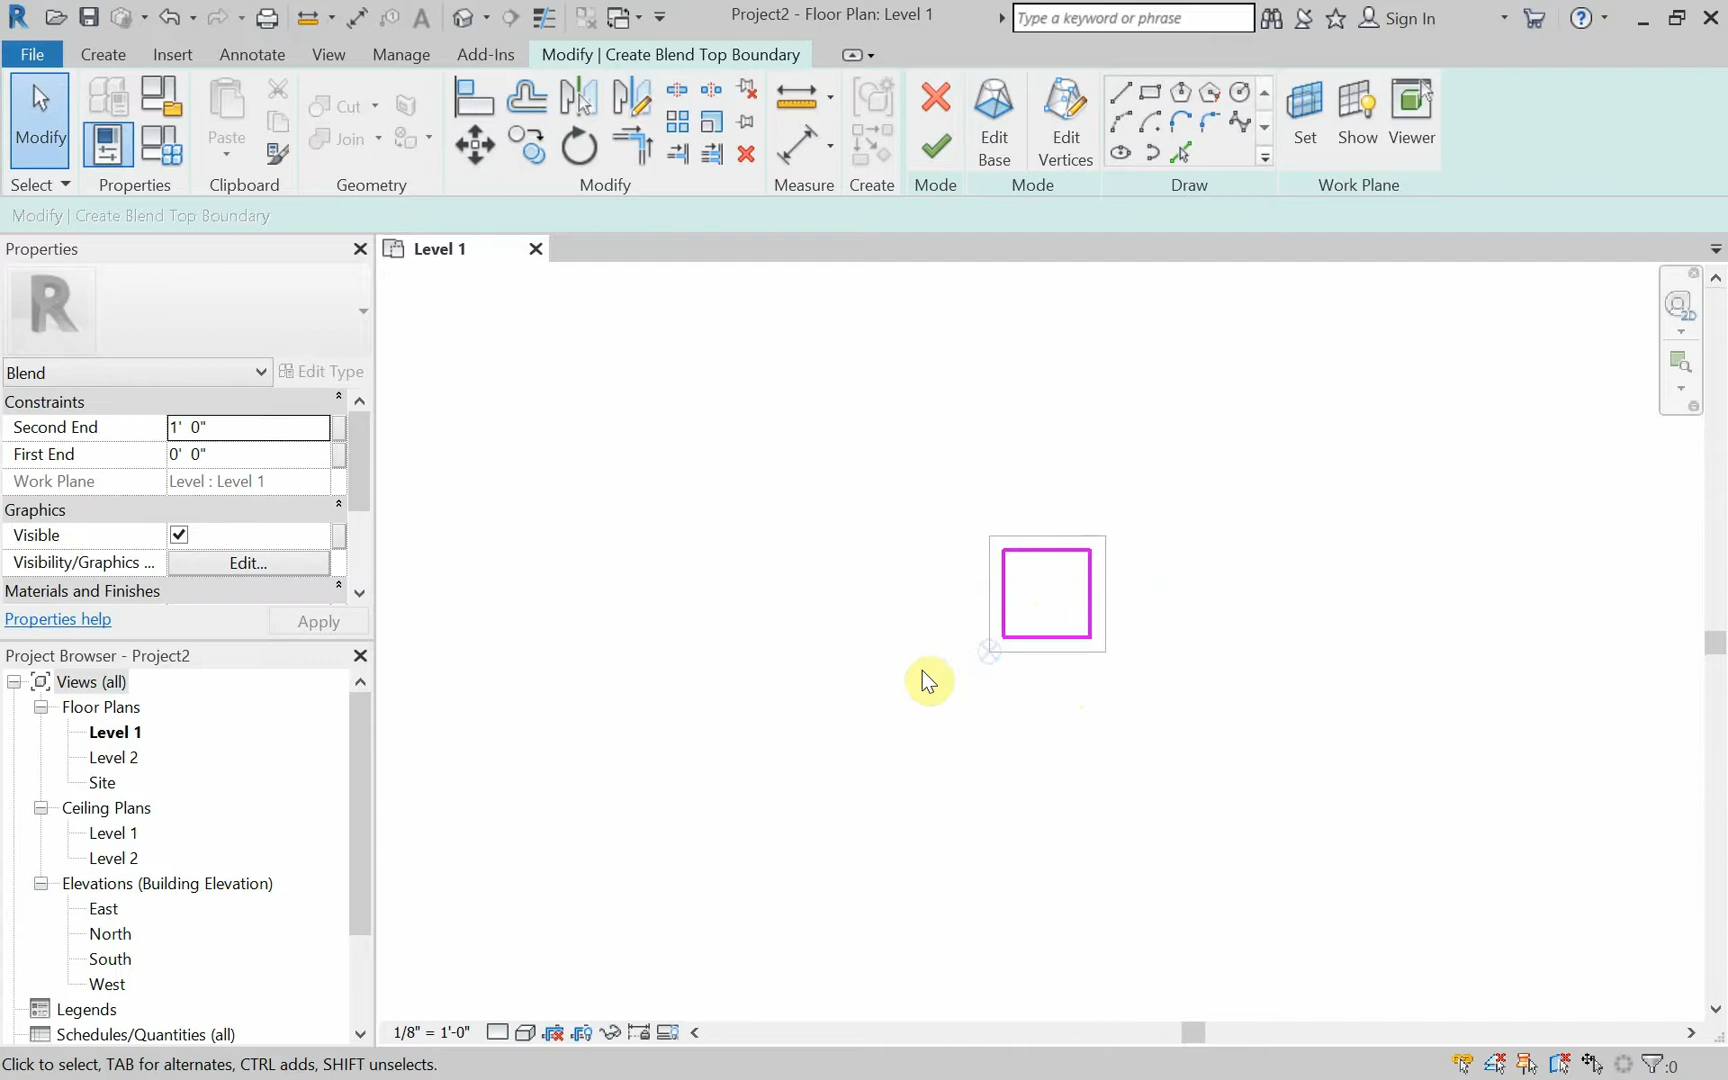 Project2 - Floor Plan: Level 1
Type a keyword or phrase
Sign In
File
Create
Insert
Annotate
View
Manage
Add-Ins
Modify | Create Blend Top Boundary
Modify
Select
Properties
Paste
Clipboard
Cut
Join
Geometry
Modify
Measure
Create
Mode
Edit
Base
Edit
Vertices
Mode
Draw
Set
Show
Viewer
Work Plane
Modify | Create Blend Top Boundary
Properties
Level 1
R
Blend
Edit Type
Constraints
Second End 1' 0"
First End 0' 0"
Work Plane Level : Level 1
Graphics
Visible
Visibility/Graphics ... Edit...
Materials and Finishes
Properties help
Apply
Project Browser - Project2
Views (all)
Floor Plans
Level 1
Level 2
Site
Ceiling Plans
Level 1
Level 2
Elevations (Building Elevation)
East
North
South
West
Legends
Schedules/Quantities (all)
1/8" = 1'-0"
2D
Click to select, TAB for alternates, CTRL adds, SHIFT unselects.
:0